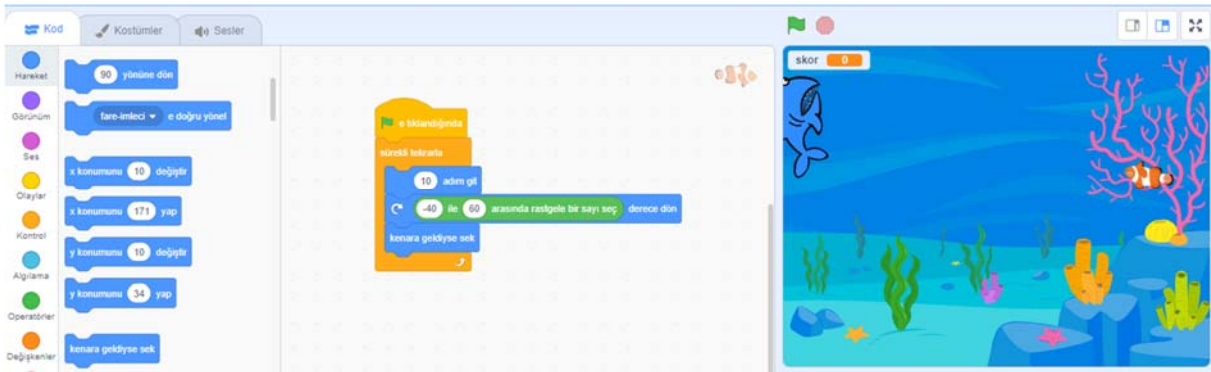 Kod Kostümler Sesler
Hareket
Görünüm
Ses
Olaylar
Kontrol
Algılama
Operatörler
Değişkenler
90 yönüne dön
fare-imleci e doğru yönel
x konumunu 10 değiştir
x konumunu 171 yap
y konumunu 10 değiştir
y konumunu 34 yap
kenara geldiyse sek
e tıklandığında
sürekli tekrarla
10 adım git
-40 ile 60 arasında rastgele bir sayı seç derece dön
kenara geldiyse sek
skor 0